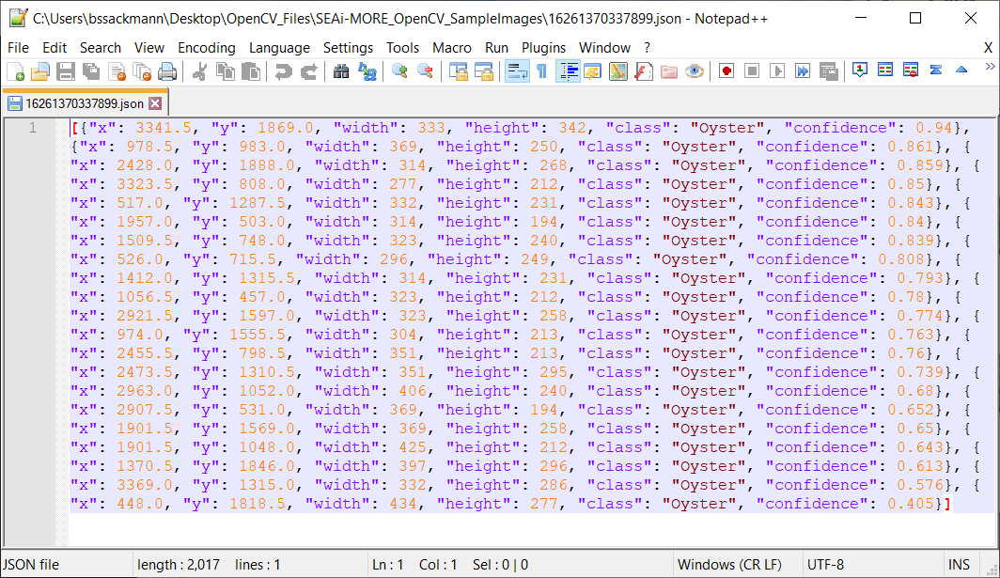 C:\Users\bssackmann\Desktop\OpenCV_Files\SEAi-MORE_OpenCV_SampleImages\16261370337899.json - Notepad++
File Edit Search View Encoding Language Settings Tools Macro Run Plugins Window ? X
16261370337899.json
1 [{"x": 3341.5, "y": 1869.0, "width": 333, "height": 342, "class": "Oyster", "confidence": 0.94},
{"x": 978.5, "y": 983.0, "width": 369, "height": 250, "class": "Oyster", "confidence": 0.861}, {
"x": 2428.0, "y": 1888.0, "width": 314, "height": 268, "class": "Oyster", "confidence": 0.859}, {
"x": 3323.5, "y": 808.0, "width": 277, "height": 212, "class": "Oyster", "confidence": 0.85}, {
"x": 517.0, "y": 1287.5, "width": 332, "height": 231, "class": "Oyster", "confidence": 0.843}, {
"x": 1957.0, "y": 503.0, "width": 314, "height": 194, "class": "Oyster", "confidence": 0.84}, {
"x": 1509.5, "y": 748.0, "width": 323, "height": 240, "class": "Oyster", "confidence": 0.839}, {
"x": 526.0, "y": 715.5, "width": 296, "height": 249, "class": "Oyster", "confidence": 0.808}, {
"x": 1412.0, "y": 1315.5, "width": 314, "height": 231, "class": "Oyster", "confidence": 0.793}, {
"x": 1056.5, "y": 457.0, "width": 323, "height": 212, "class": "Oyster", "confidence": 0.78}, {
"x": 2921.5, "y": 1597.0, "width": 323, "height": 258, "class": "Oyster", "confidence": 0.774}, {
"x": 974.0, "y": 1555.5, "width": 304, "height": 213, "class": "Oyster", "confidence": 0.763}, {
"x": 2455.5, "y": 798.5, "width": 351, "height": 213, "class": "Oyster", "confidence": 0.76}, {
"x": 2473.5, "y": 1310.5, "width": 351, "height": 295, "class": "Oyster", "confidence": 0.739}, {
"x": 2963.0, "y": 1052.0, "width": 406, "height": 240, "class": "Oyster", "confidence": 0.68}, {
"x": 2907.5, "y": 531.0, "width": 369, "height": 194, "class": "Oyster", "confidence": 0.652}, {
"x": 1901.5, "y": 1569.0, "width": 369, "height": 258, "class": "Oyster", "confidence": 0.65}, {
"x": 1901.5, "y": 1048.0, "width": 425, "height": 212, "class": "Oyster", "confidence": 0.643}, {
"x": 1370.5, "y": 1846.0, "width": 397, "height": 296, "class": "Oyster", "confidence": 0.613}, {
"x": 3369.0, "y": 1315.0, "width": 332, "height": 286, "class": "Oyster", "confidence": 0.576}, {
"x": 448.0, "y": 1818.5, "width": 434, "height": 277, "class": "Oyster", "confidence": 0.405}]
JSON file length : 2,017 lines : 1 Ln : 1 Col : 1 Sel : 0 | 0 Windows (CR LF) UTF-8 INS